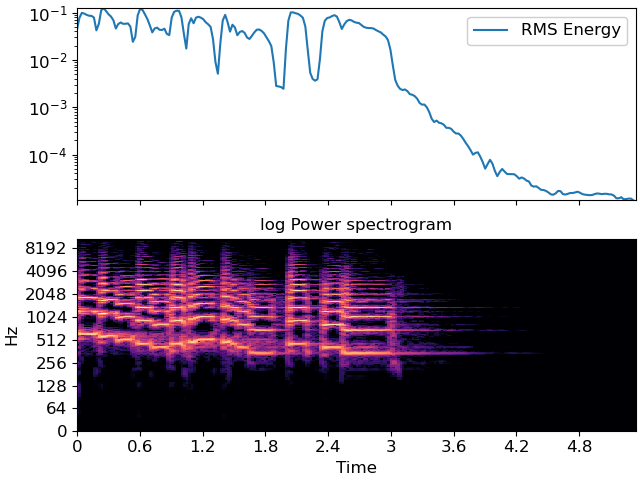 10⁻¹
10⁻²
10⁻³
10⁻⁴
RMS Energy
log Power spectrogram
Hz
8192
4096
2048
1024
512
256
128
64
0
0 0.6 1.2 1.8 2.4 3 3.6 4.2 4.8
Time